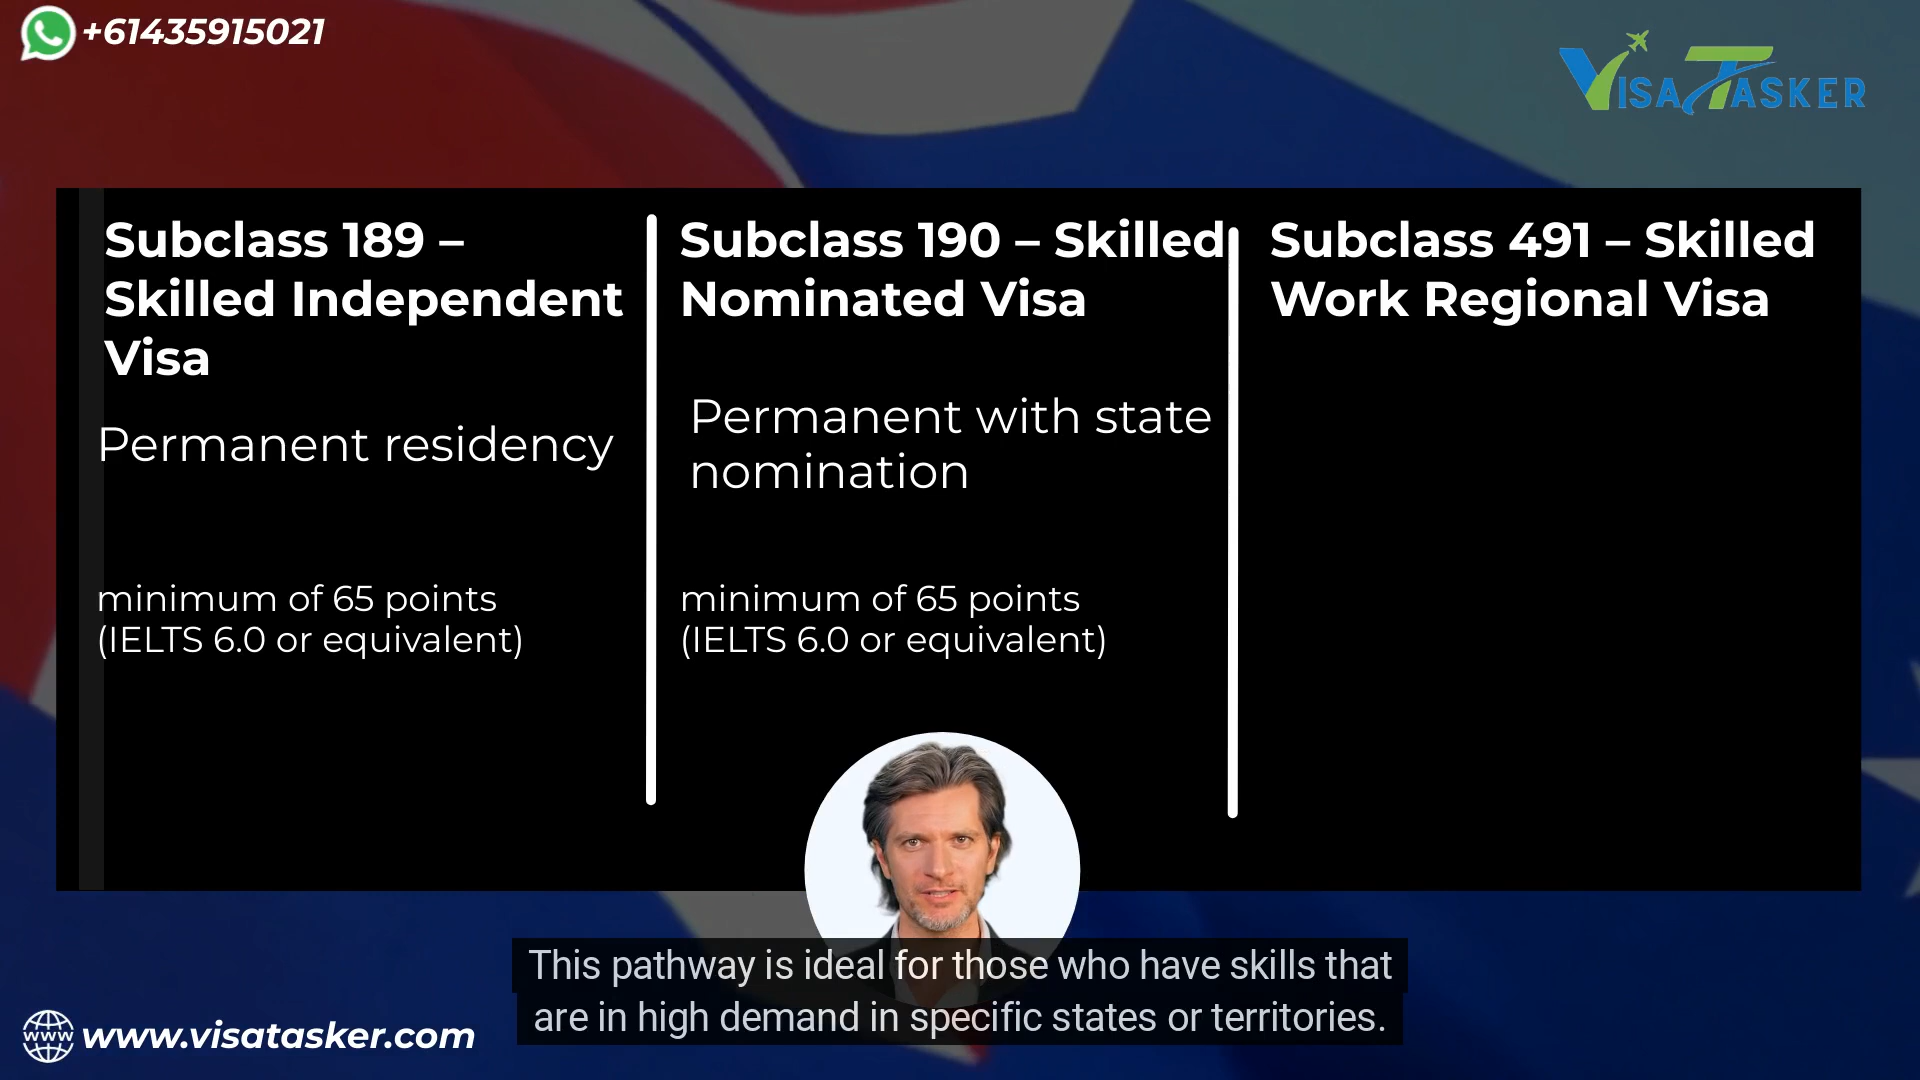 +61435915021
VISA TASKER
Subclass 189 –
Skilled Independent
Visa
Permanent residency
minimum of 65 points
(IELTS 6.0 or equivalent)
Subclass 190 – Skilled
Nominated Visa
Permanent with state
nomination
minimum of 65 points
(IELTS 6.0 or equivalent)
Subclass 491 – Skilled
Work Regional Visa
This pathway is ideal for those who have skills that
are in high demand in specific states or territories.
www
www.visatasker.com